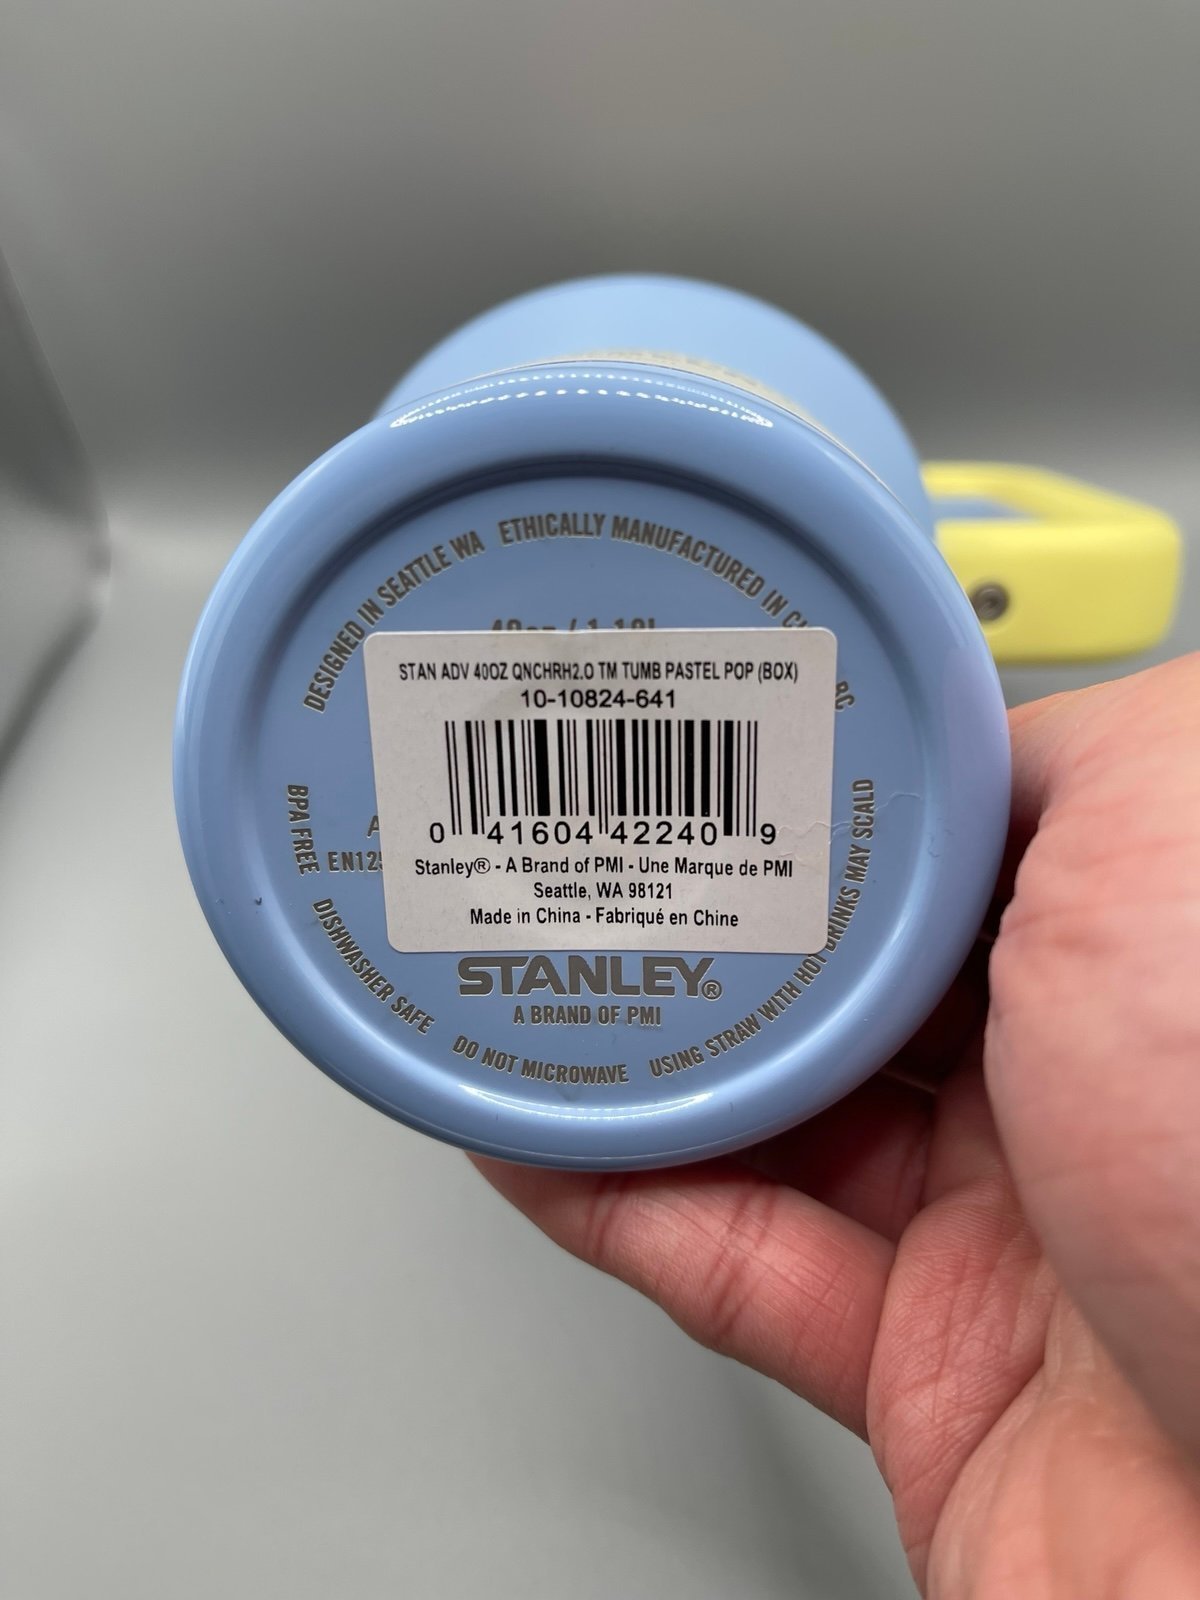 DESIGNED IN SEATTLE WA ETHICALLY MANUFACTURED IN
STAN ADV 40OZ QNCHRH2.O TM TUMB PASTEL POP (BOX)
10-10824-641
0 41604 42240 9
Stanley® - A Brand of PMI - Une Marque de PMI
Seattle, WA 98121
Made in China - Fabriqué en Chine
STANLEY®
A BRAND OF PMI
BPA FREE
DISHWASHER SAFE
DO NOT MICROWAVE
USING STRAW WITH HOT DRINKS MAY SCALD